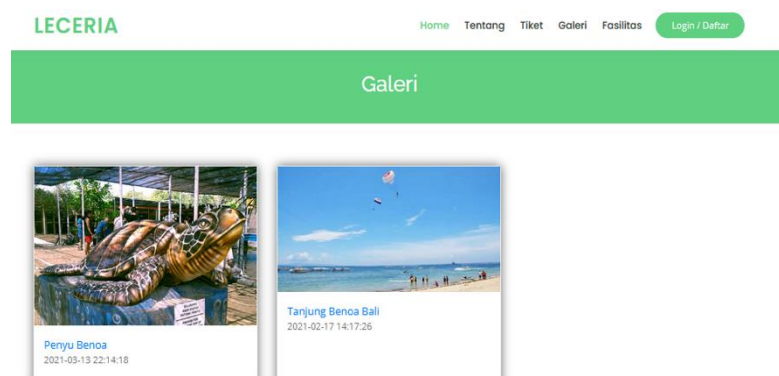 LECERIA
Home Tentang Tiket Galeri Fasilitas Login / Daftar
Galeri
Penyu Benoa
2021-03-13 22:14:18
Tanjung Benoa Bali
2021-02-17 14:17:26